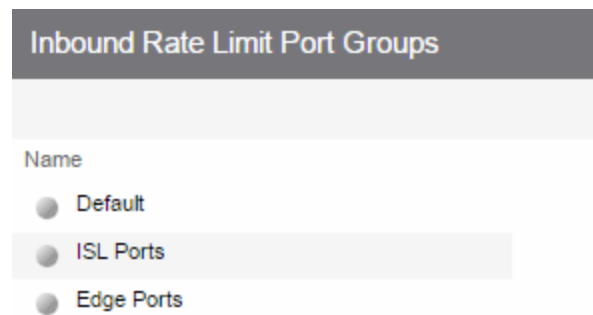 Inbound Rate Limit Port Groups
Name
Default
ISL Ports
Edge Ports